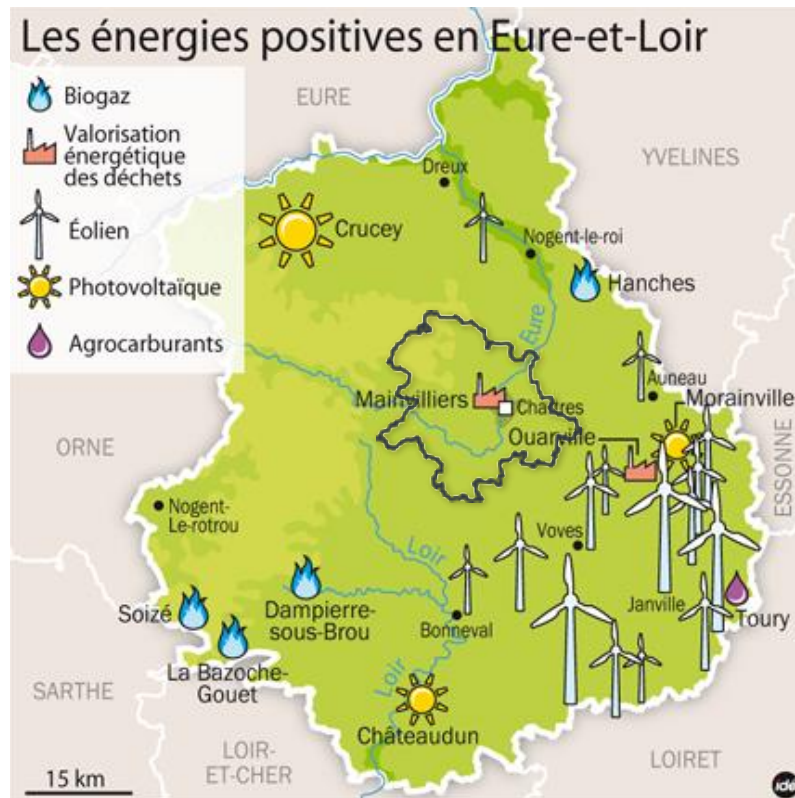 Les énergies positives en Eure-et-Loir
Biogaz
Valorisation
énergétique
des déchets
Éolien
Photovoltaïque
Agrocarburants
EURE
YVELINES
Dreux
Crucey
Nogent-le-roi
Hanches
Eure
Auneau
Mainvilliers
Chartres
Morainville
Ouarville
ORNE
ESSONNE
Nogent-
Le-rotrou
Voves
Loir
Soizé
Dampierre-
sous-Brou
Bonneval
Janville
Toury
La Bazoche-
Gouet
Loir
SARTHE
Châteaudun
LOIR-
ET-CHER
LOIRET
15 km
idé